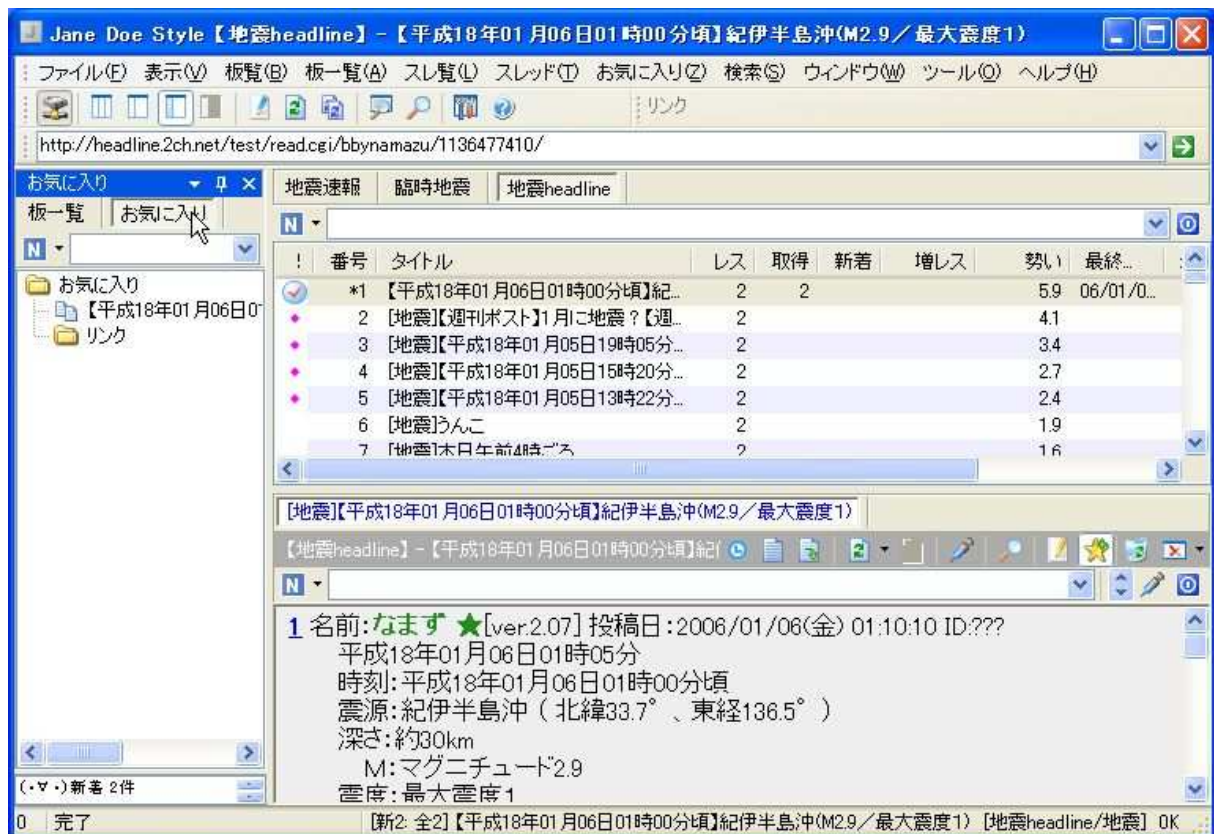 Jane Doe Style【地震headline】-【平成18年01月06日01時00分頃】紀伊半島沖(M2.9／最大震度1)
ファイル(F) 表示(V) 板覧(B) 板一覧(A) スレ覧(L) スレッド(T) お気に入り(Z) 検索(S) ウィンドウ(W) ツール(O) ヘルプ(H)
リンク
http://headline.2ch.net/test/read.cgi/bbynamazu/1136477410/
お気に入り
板一覧 お気に入り
N
お気に入り
【平成18年01月06日0
リンク
(・∀・)新着 2件
地震速報 臨時地震 地震headline
N
! 番号 タイトル レス 取得 新着 増レス 勢い 最終...
*1 【平成18年01月06日01時00分頃】紀... 2 2 5.9 06/01/0...
2 [地震]【週刊ポスト】1月に地震？【週... 2 4.1
3 [地震]【平成18年01月05日19時05分... 2 3.4
4 [地震]【平成18年01月05日15時20分... 2 2.7
5 [地震]【平成18年01月05日13時22分... 2 2.4
6 [地震]うんこ 2 1.9
7 [地震]本日午前4時ごろ 2 1.6
[地震]【平成18年01月06日01時00分頃】紀伊半島沖(M2.9／最大震度1)
【地震headline】-【平成18年01月06日01時00分頃】紀
N
1 名前:なまず ★[ver.2.07] 投稿日:2006/01/06(金) 01:10:10 ID:???
平成18年01月06日01時05分
時刻:平成18年01月06日01時00分頃
震源:紀伊半島沖（北緯33.7°、東経136.5°）
深さ:約30km
M:マグニチュード2.9
震度:最大震度1
0 完了 [新2: 全2]【平成18年01月06日01時00分頃】紀伊半島沖(M2.9／最大震度1) [地震headline/地震] OK